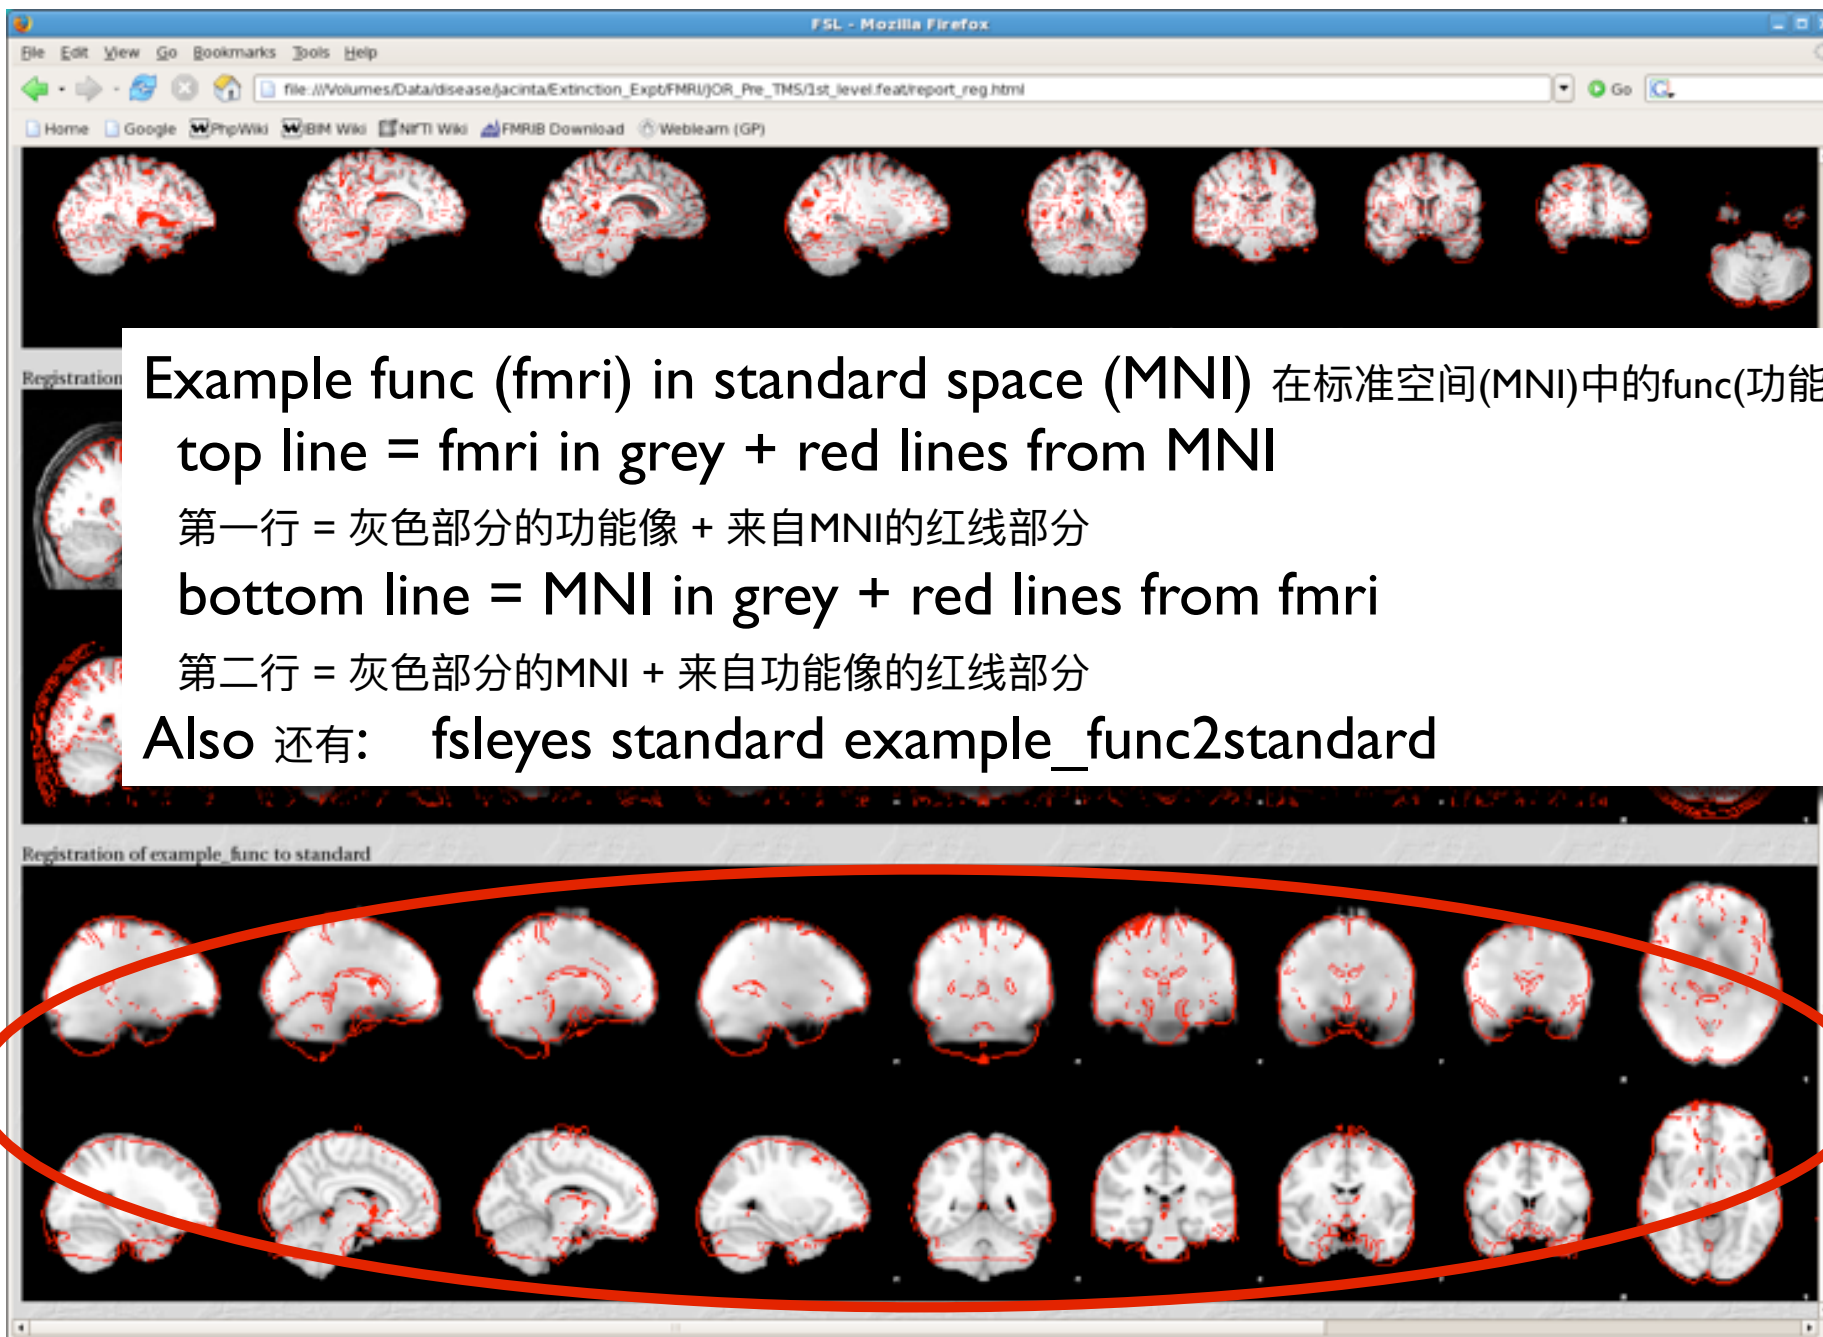 FSL - Mozilla Firefox
File Edit View Go Bookmarks Tools Help
file:///Volumes/Data/disease/jacinta/Extinction_Expt/FMRI/JOR_Pre_TMS/1st_level.feat/report_reg.html Go
Home Google PhpWiki IBIM Wiki NIfTI Wiki FMRIB Download Weblearn (GP)
Registration
Example func (fmri) in standard space (MNI) 在标准空间(MNI)中的func(功能
top line = fmri in grey + red lines from MNI
第一行 = 灰色部分的功能像 + 来自MNI的红线部分
bottom line = MNI in grey + red lines from fmri
第二行 = 灰色部分的MNI + 来自功能像的红线部分
Also 还有: fsleyes standard example_func2standard
Registration of example_func to standard